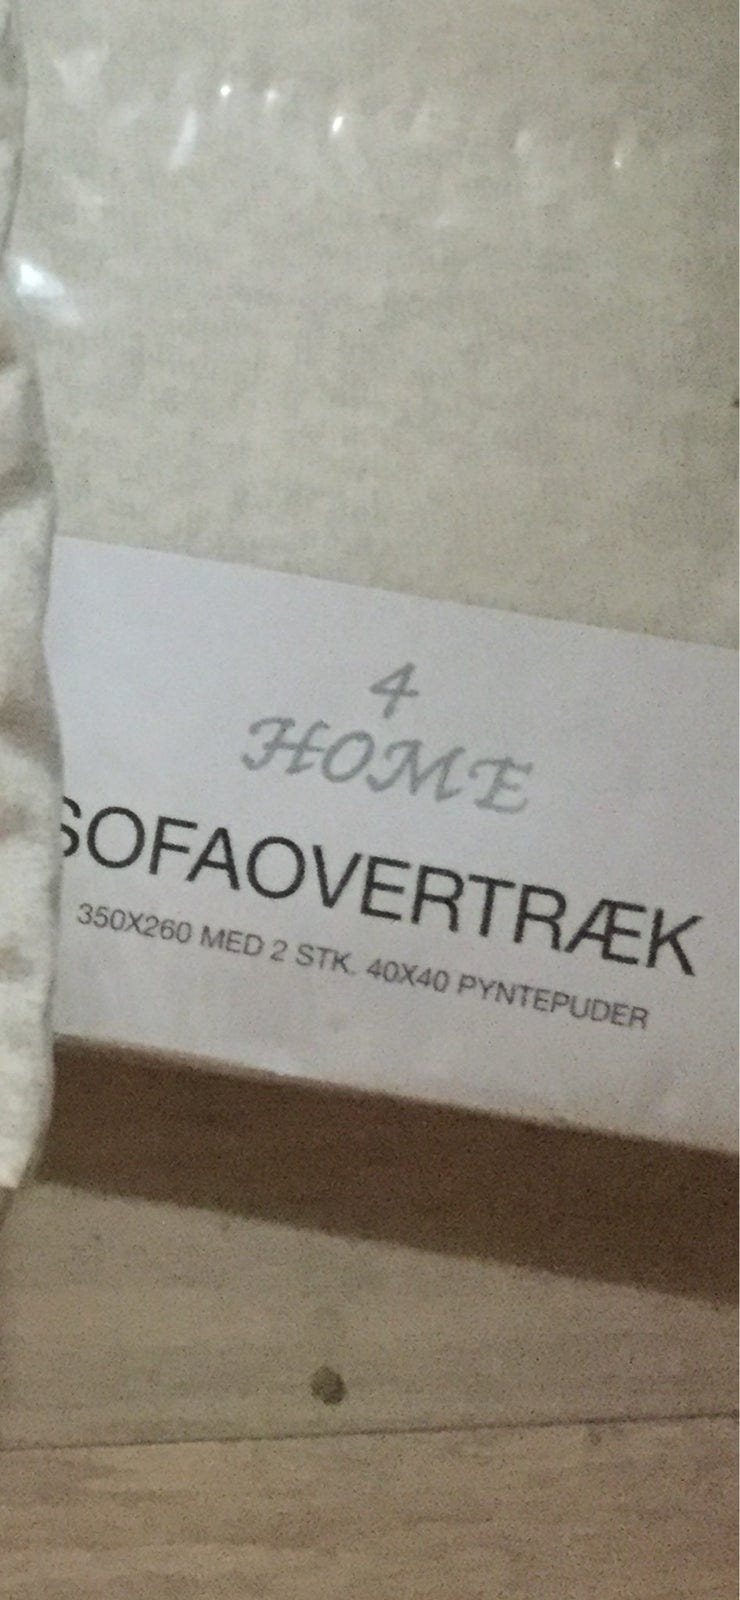 4
HOME
SOFAOVERTRÆK
350X260 MED 2 STK. 40X40 PYNTEPUDER